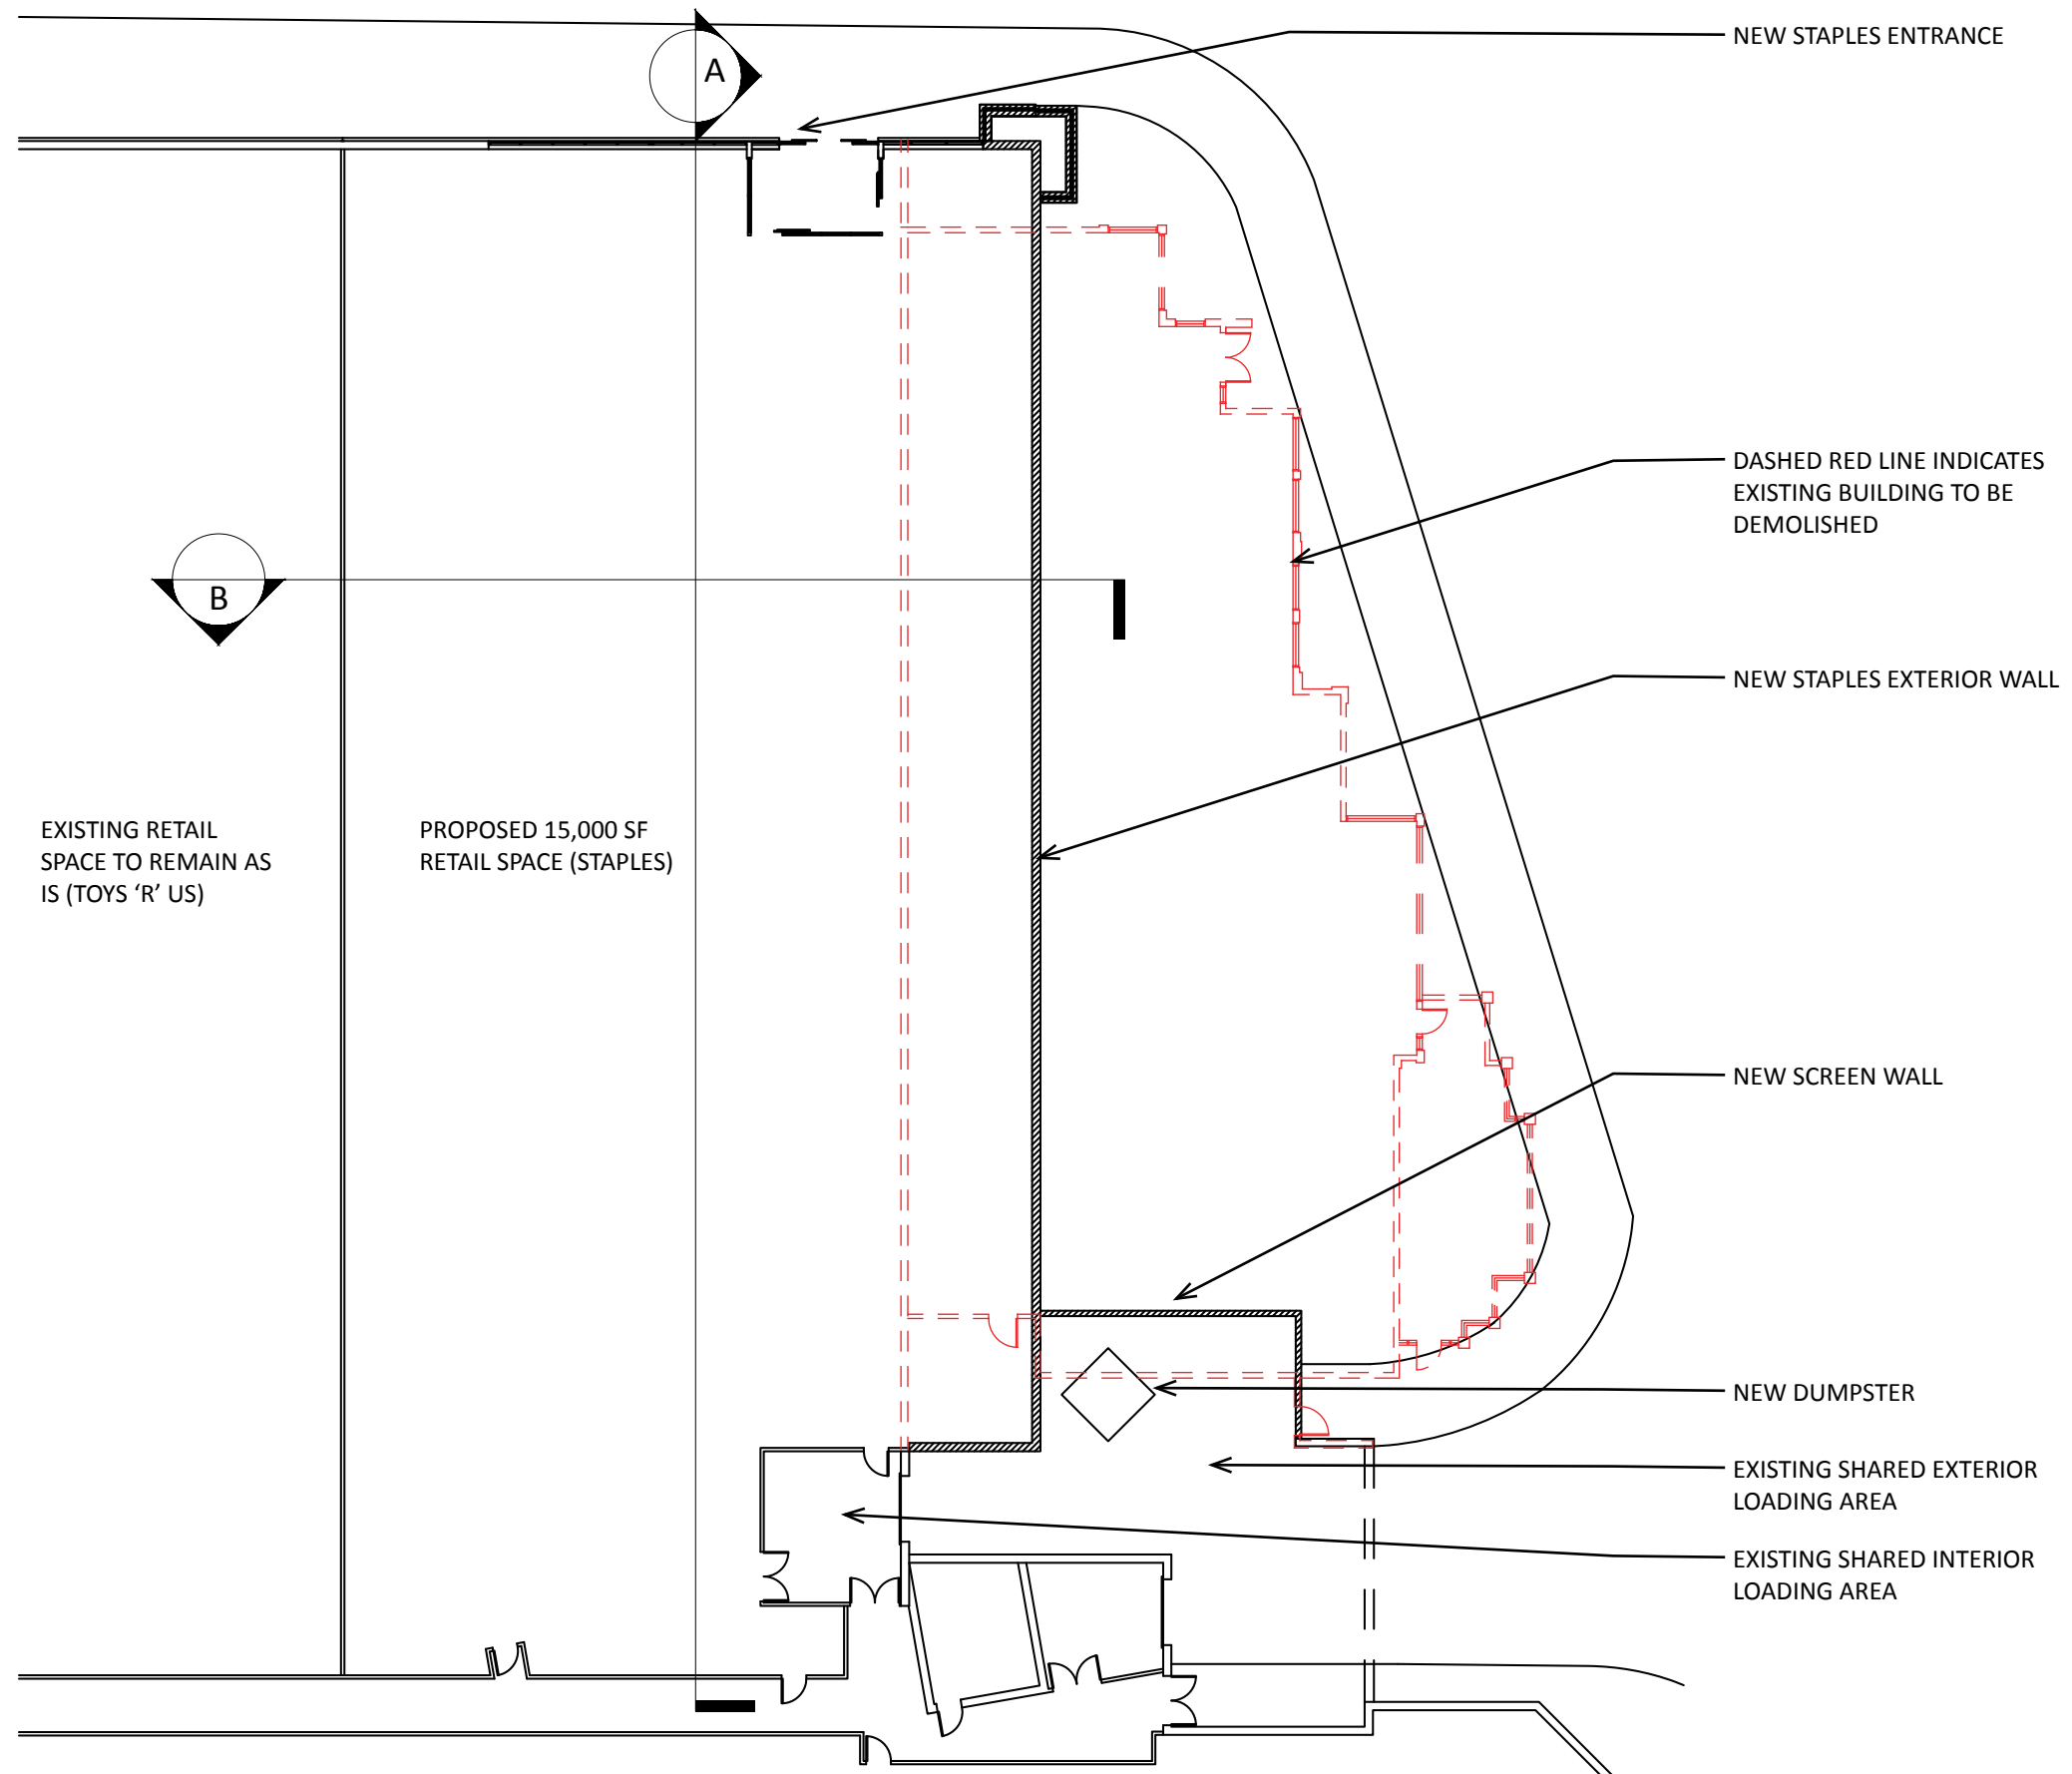 NEW STAPLES ENTRANCE
A
DASHED RED LINE INDICATES
EXISTING BUILDING TO BE
DEMOLISHED
B
NEW STAPLES EXTERIOR WALL
EXISTING RETAIL
SPACE TO REMAIN AS
IS (TOYS ‘R’ US)
PROPOSED 15,000 SF
RETAIL SPACE (STAPLES)
NEW SCREEN WALL
NEW DUMPSTER
EXISTING SHARED EXTERIOR
LOADING AREA
EXISTING SHARED INTERIOR
LOADING AREA